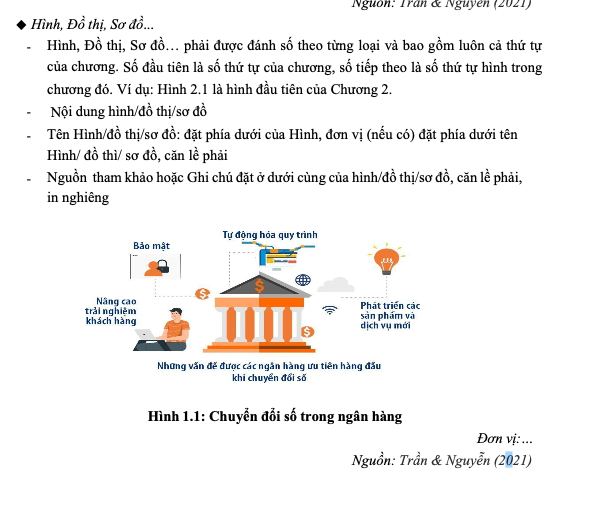 Nguồn: Trần & Nguyễn (2021)
◆ Hình, Đồ thị, Sơ đồ...
- Hình, Đồ thị, Sơ đồ… phải được đánh số theo từng loại và bao gồm luôn cả thứ tự
của chương. Số đầu tiên là số thứ tự của chương, số tiếp theo là số thứ tự hình trong
chương đó. Ví dụ: Hình 2.1 là hình đầu tiên của Chương 2.
- Nội dung hình/đồ thị/sơ đồ
- Tên Hình/đồ thị/sơ đồ: đặt phía dưới của Hình, đơn vị (nếu có) đặt phía dưới tên
Hình/ đồ thì/ sơ đồ, căn lề phải
- Nguồn tham khảo hoặc Ghi chú đặt ở dưới cùng của hình/đồ thị/sơ đồ, căn lề phải,
in nghiêng
Tự động hóa quy trình
Bảo mật
$
$
Nâng cao
trải nghiệm
khách hàng
Phát triển các
sản phẩm và
dịch vụ mới
$
Những vấn đề được các ngân hàng ưu tiên hàng đầu
khi chuyển đổi số
Hình 1.1: Chuyển đổi số trong ngân hàng
Đơn vị:...
Nguồn: Trần & Nguyễn (2021)